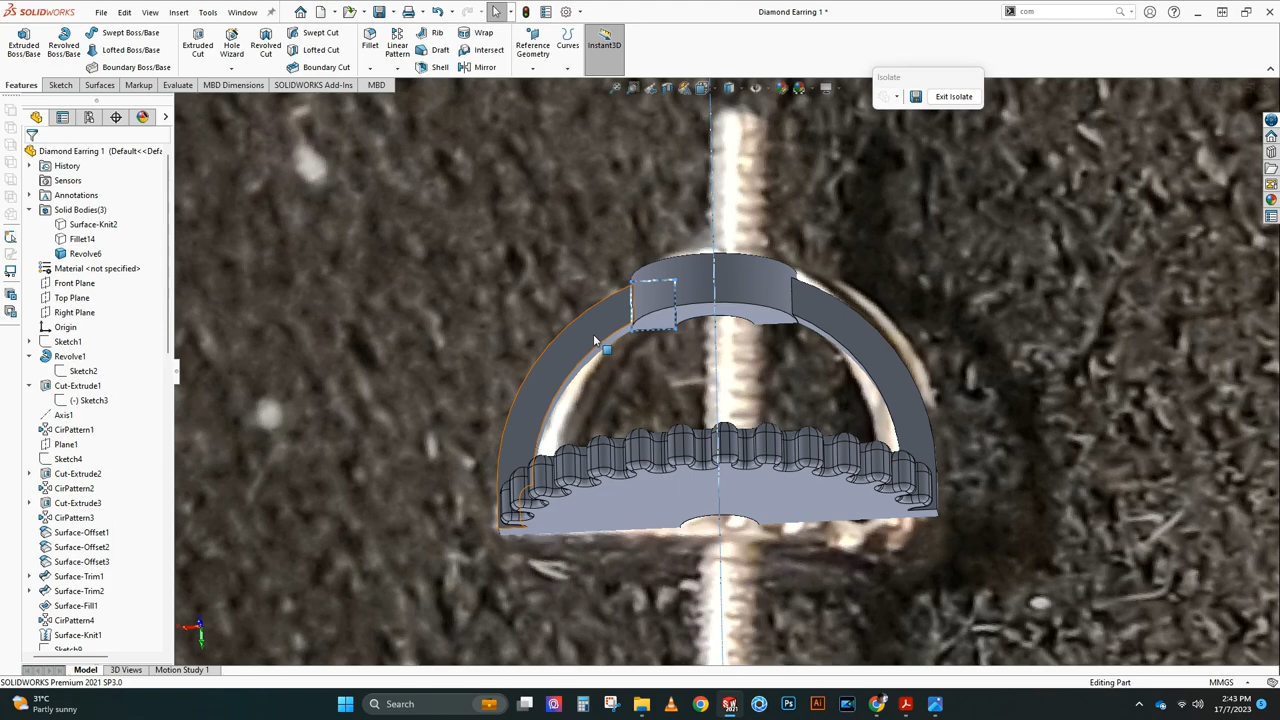 SOLIDWORKS File Edit View Insert Tools Window Diamond Earring 1 * com
Extruded Boss/Base Revolved Boss/Base Swept Boss/Base Lofted Boss/Base Boundary Boss/Base Extruded Cut Hole Wizard Revolved Cut Swept Cut Lofted Cut Boundary Cut Fillet Linear Pattern Rib Draft Shell Wrap Intersect Mirror Reference Geometry Curves Instant3D
Features Sketch Surfaces Markup Evaluate MBD Dimensions SOLIDWORKS Add-Ins MBD
Isolate
Exit Isolate
Diamond Earring 1 (Default<<Defa
History
Sensors
Annotations
Solid Bodies(3)
Surface-Knit2
Fillet14
Revolve6
Material <not specified>
Front Plane
Top Plane
Right Plane
Origin
Sketch1
Revolve1
Sketch2
Cut-Extrude1
(-) Sketch3
Axis1
CirPattern1
Plane1
Sketch4
Cut-Extrude2
CirPattern2
Cut-Extrude3
CirPattern3
Surface-Offset1
Surface-Offset2
Surface-Offset3
Surface-Trim1
Surface-Trim2
Surface-Fill1
CirPattern4
Surface-Knit1
Sketch9
Model 3D Views Motion Study 1
SOLIDWORKS Premium 2021 SP3.0 Editing Part MMGS
31°C
Partly sunny
Search
2:43 PM
17/7/2023